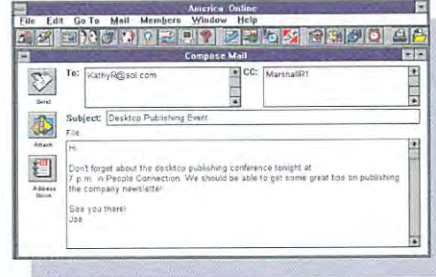 America Online
File Edit Go To Mail Members Window Help
Compose Mail
To: KathyR@aol.com CC: MarshallR1
Send
Subject: Desktop Publishing Event
File:
Attach
Hi,
Don't forget about the desktop publishing conference tonight at
7 p.m. in People Connection. We should be able to get some great tips on publishing
the company newsletter.
Address
Book
See you there!
Joe